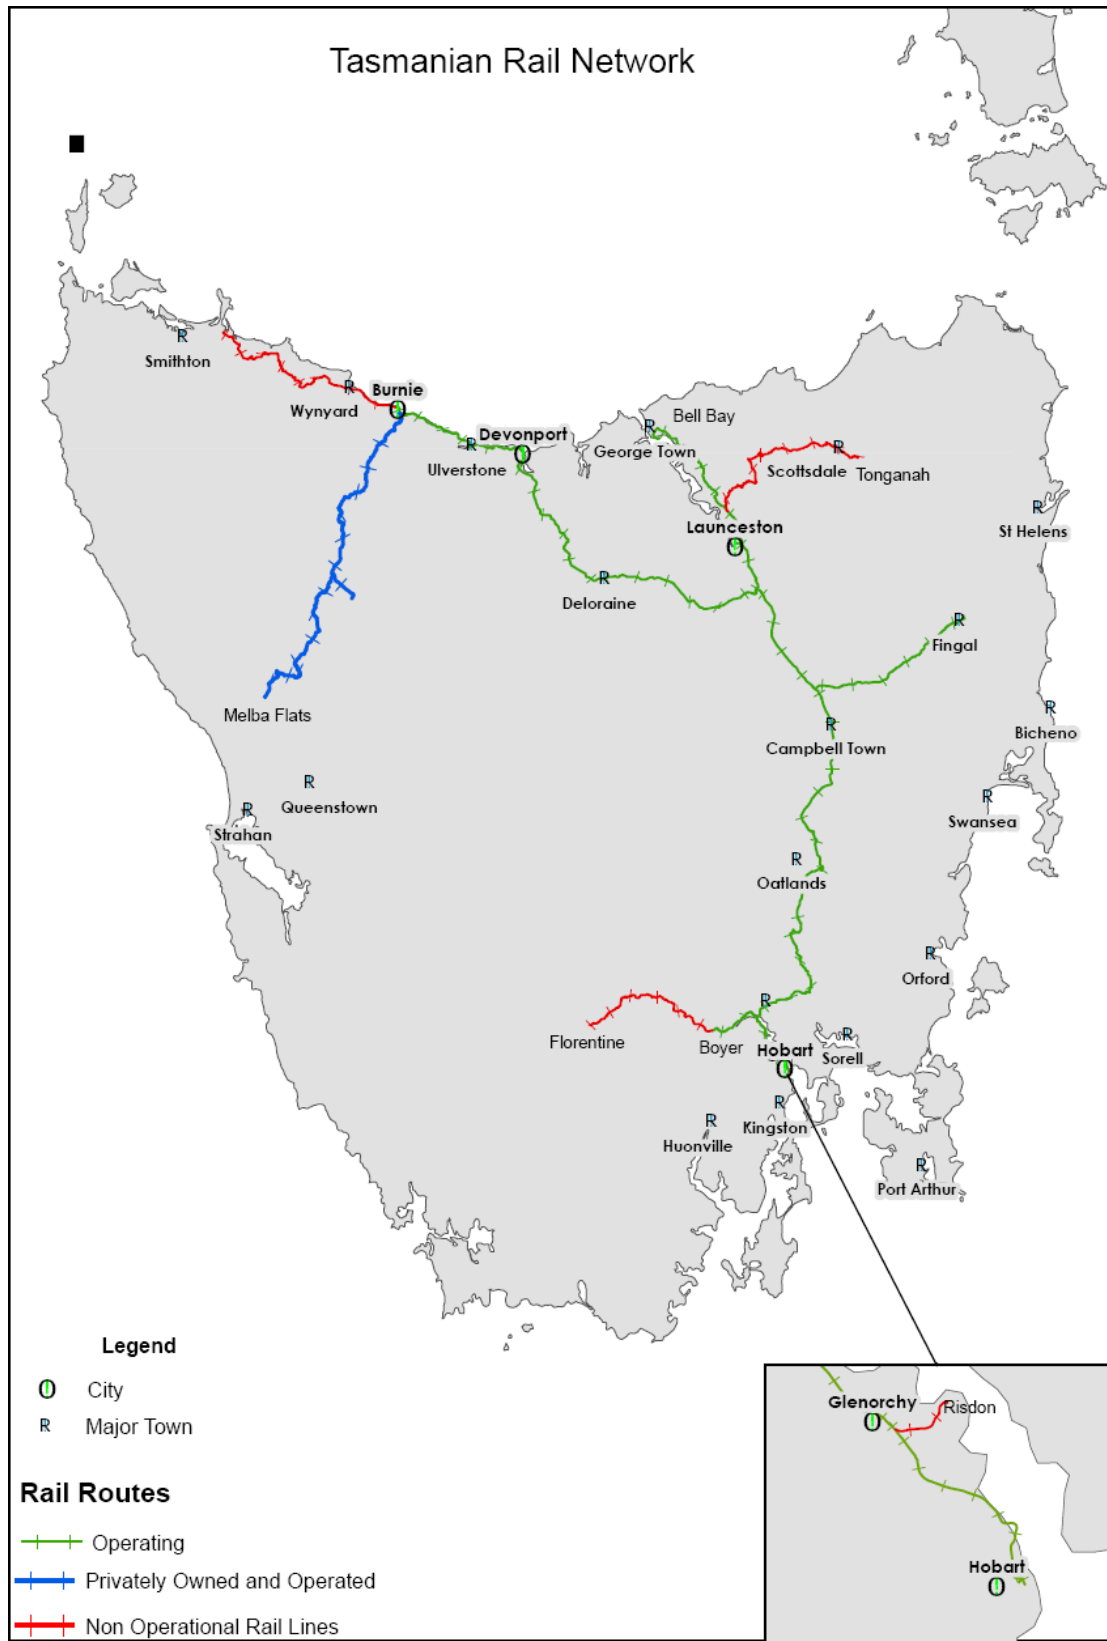 Tasmanian Rail Network
Smithton
Wynyard
Burnie
Devonport
Ulverstone
Bell Bay
George Town
Scottsdale
Tonganah
Launceston
St Helens
Deloraine
Fingal
Melba Flats
Campbell Town
Bicheno
Queenstown
Strahan
Swansea
Oatlands
Orford
Florentine
Boyer
Hobart
Sorell
Kingston
Huonville
Port Arthur
Legend
City
Major Town
Rail Routes
Operating
Privately Owned and Operated
Non Operational Rail Lines
Glenorchy
Risdon
Hobart